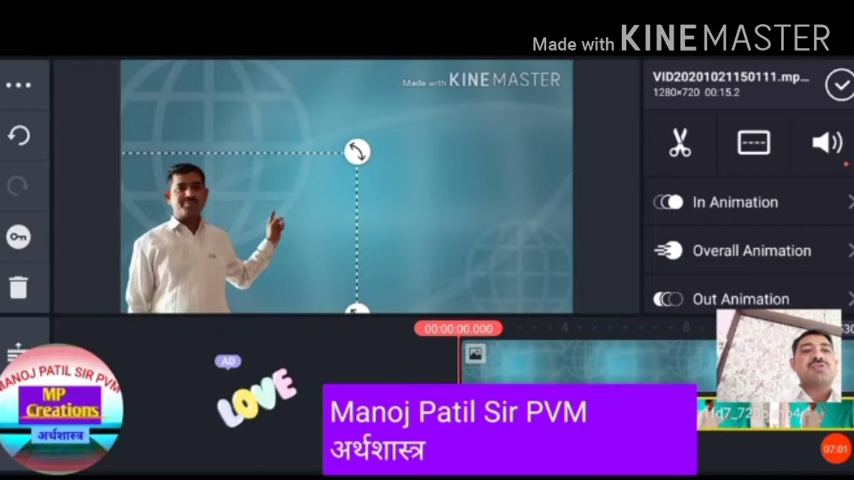 Made with KINEMASTER
Made with KINEMASTER
VID20201021150111.mp...
1280×720 00:15.2
In Animation
Overall Animation
Out Animation
00:00:00.000
4
8
AD
LOVE
MANOJ PATIL SIR PVM
MP
Creations
अर्थशास्त्र
Manoj Patil Sir PVM
अर्थशास्त्र
07:01